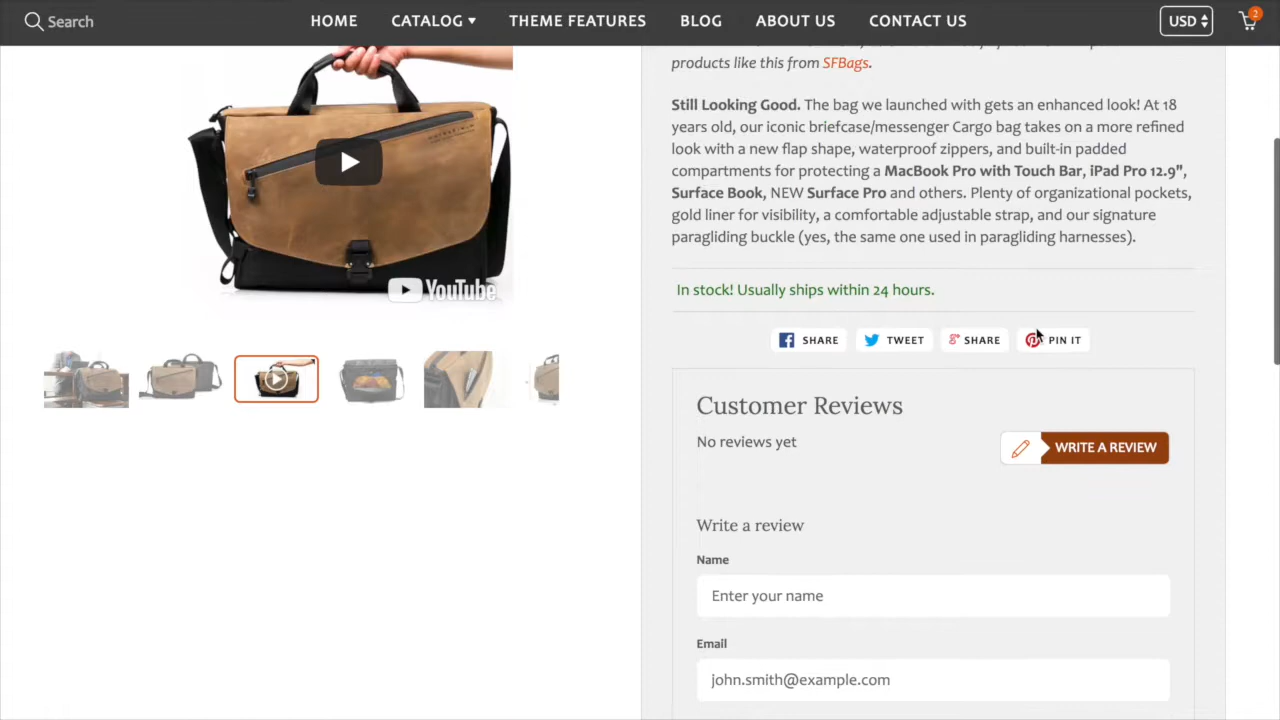 Search
HOME
CATALOG
THEME FEATURES
BLOG
ABOUT US
CONTACT US
USD
2
products like this from SFBags.
Still Looking Good. The bag we launched with gets an enhanced look! At 18
years old, our iconic briefcase/messenger Cargo bag takes on a more refined
look with a new flap shape, waterproof zippers, and built-in padded
compartments for protecting a MacBook Pro with Touch Bar, iPad Pro 12.9",
Surface Book, NEW Surface Pro and others. Plenty of organizational pockets,
gold liner for visibility, a comfortable adjustable strap, and our signature
paragliding buckle (yes, the same one used in paragliding harnesses).
YouTube
In stock! Usually ships within 24 hours.
SHARE
TWEET
SHARE
PIN IT
Customer Reviews
No reviews yet
WRITE A REVIEW
Write a review
Name
Enter your name
Email
john.smith@example.com